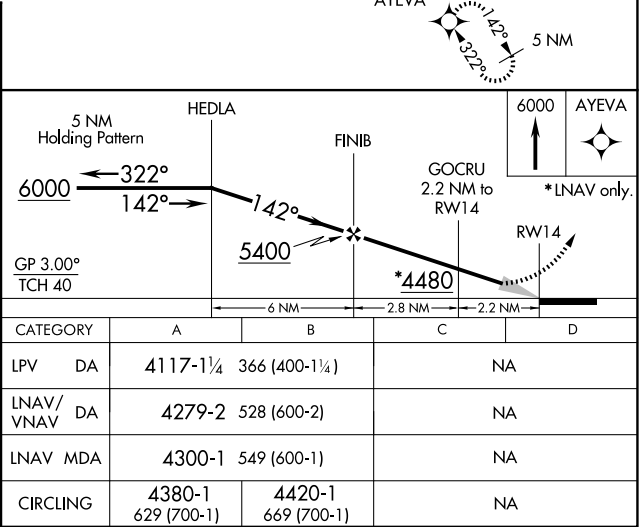 AYEVA
142°
322°
5 NM
5 NM
Holding Pattern
HEDLA
FINIB
GOCRU
2.2 NM to
RW14
6000
AYEVA
*LNAV only.
RW14
6000
322°
142°
142°
5400
*4480
GP 3.00°
TCH 40
6 NM
2.8 NM
2.2 NM
CATEGORY A B C D
LPV DA 4117-1¼ 366 (400-1¼) NA
LNAV/
VNAV DA 4279-2 528 (600-2) NA
LNAV MDA 4300-1 549 (600-1) NA
CIRCLING 4380-1 4420-1 NA
629 (700-1) 669 (700-1)